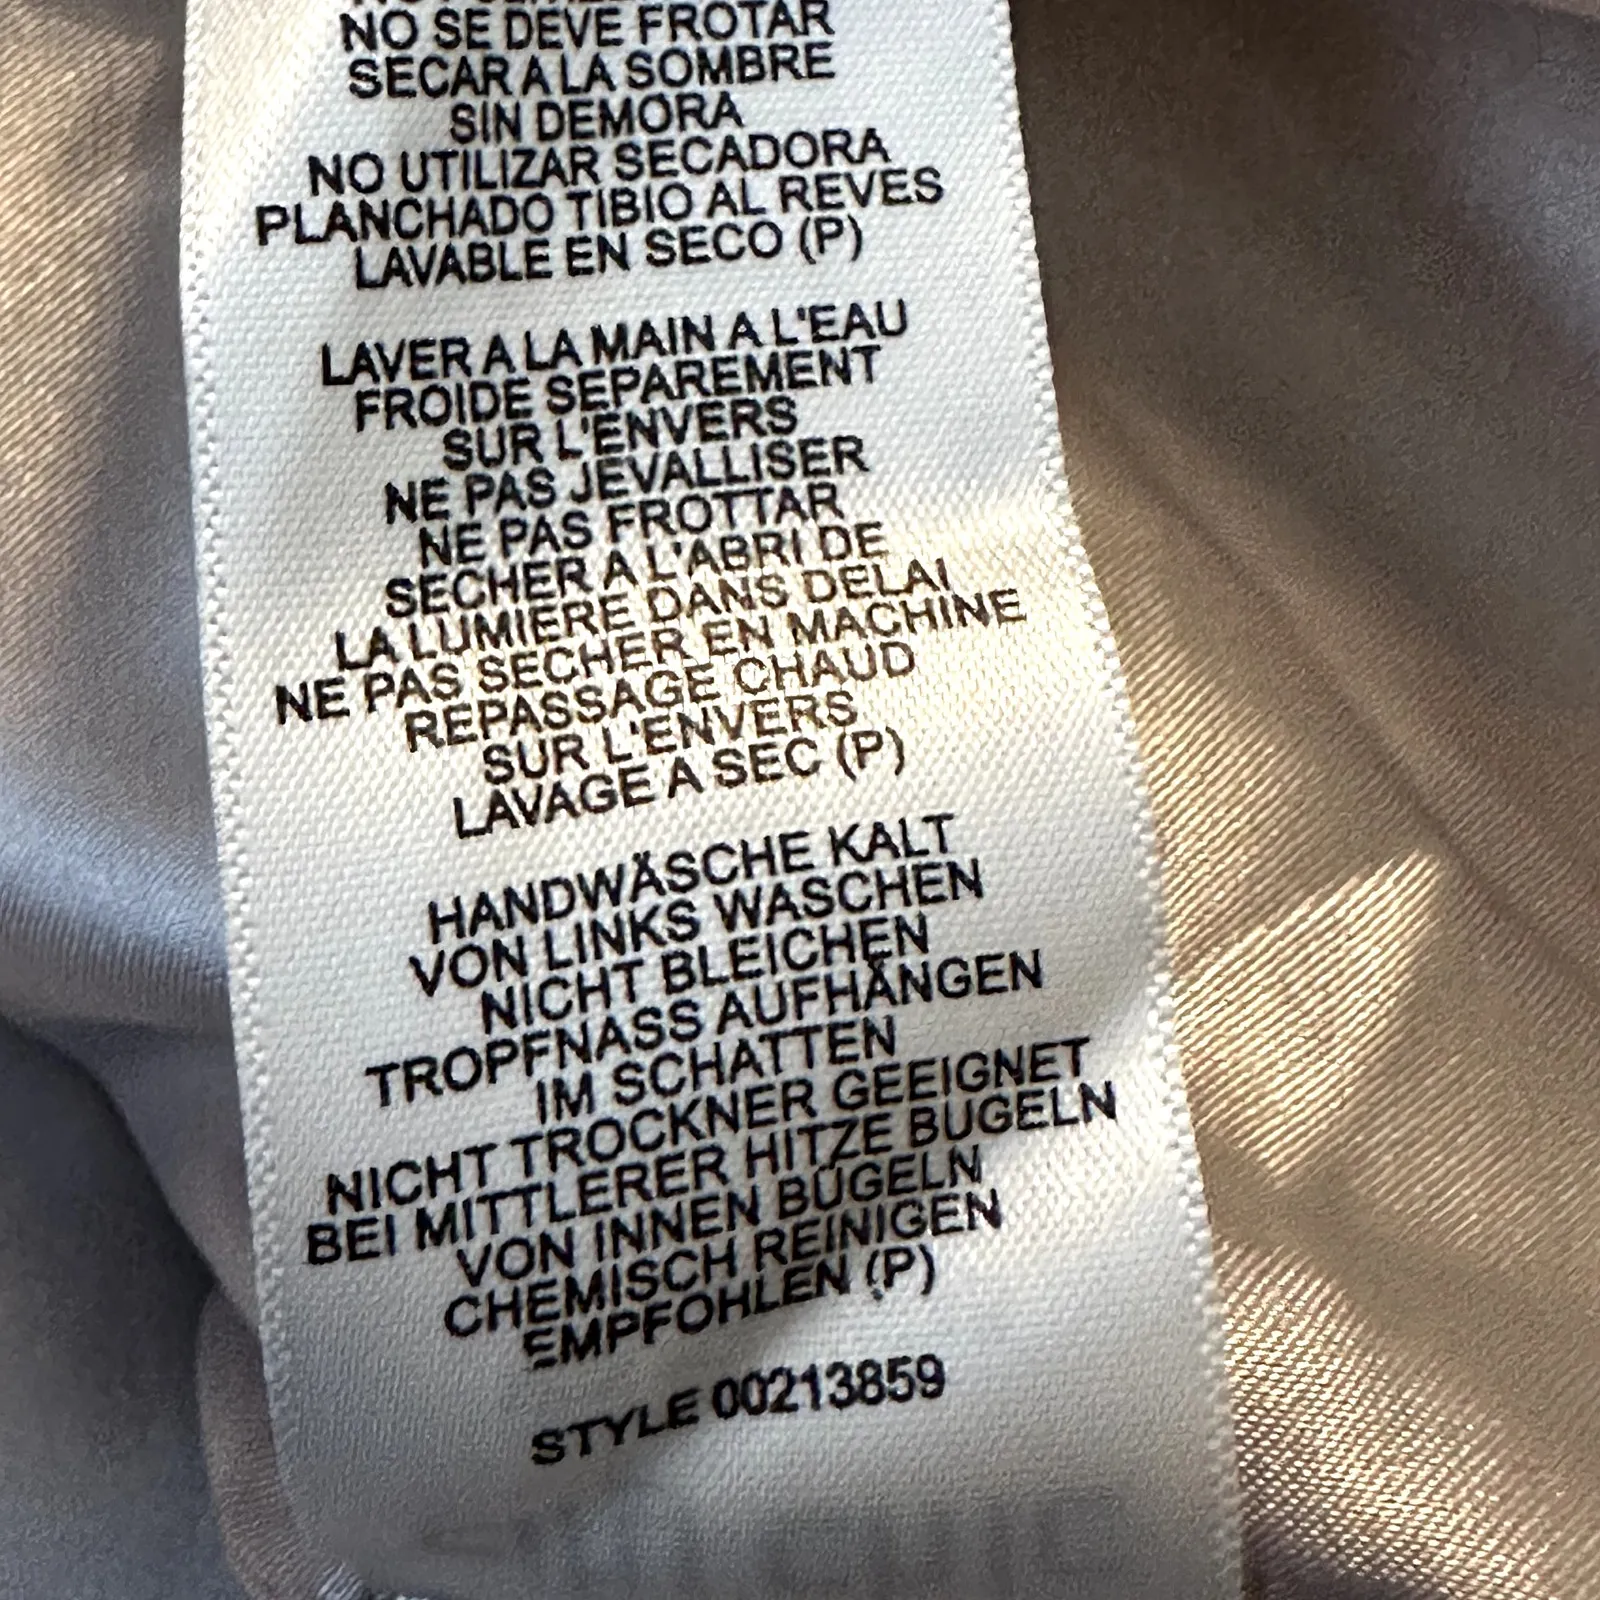 NO SE DEVE FROTAR
SECAR A LA SOMBRE
SIN DEMORA
NO UTILIZAR SECADORA
PLANCHADO TIBIO AL REVES
LAVABLE EN SECO (P)
LAVER A LA MAIN A L'EAU
FROIDE SEPAREMENT
SUR L'ENVERS
NE PAS JEVALLISER
NE PAS FROTTAR
SECHER A L'ABRI DE
LA LUMIERE DANS DELAI
NE PAS SECHER EN MACHINE
REPASSAGE CHAUD
SUR L'ENVERS
LAVAGE A SEC (P)
HANDWÄSCHE KALT
VON LINKS WASCHEN
NICHT BLEICHEN
TROPFNASS AUFHÄNGEN
IM SCHATTEN
NICHT TROCKNER GEEIGNET
BEI MITTLERER HITZE BUGELN
VON INNEN BÜGELN
CHEMISCH REINIGEN
EMPFOHLEN (P)
STYLE 00213859